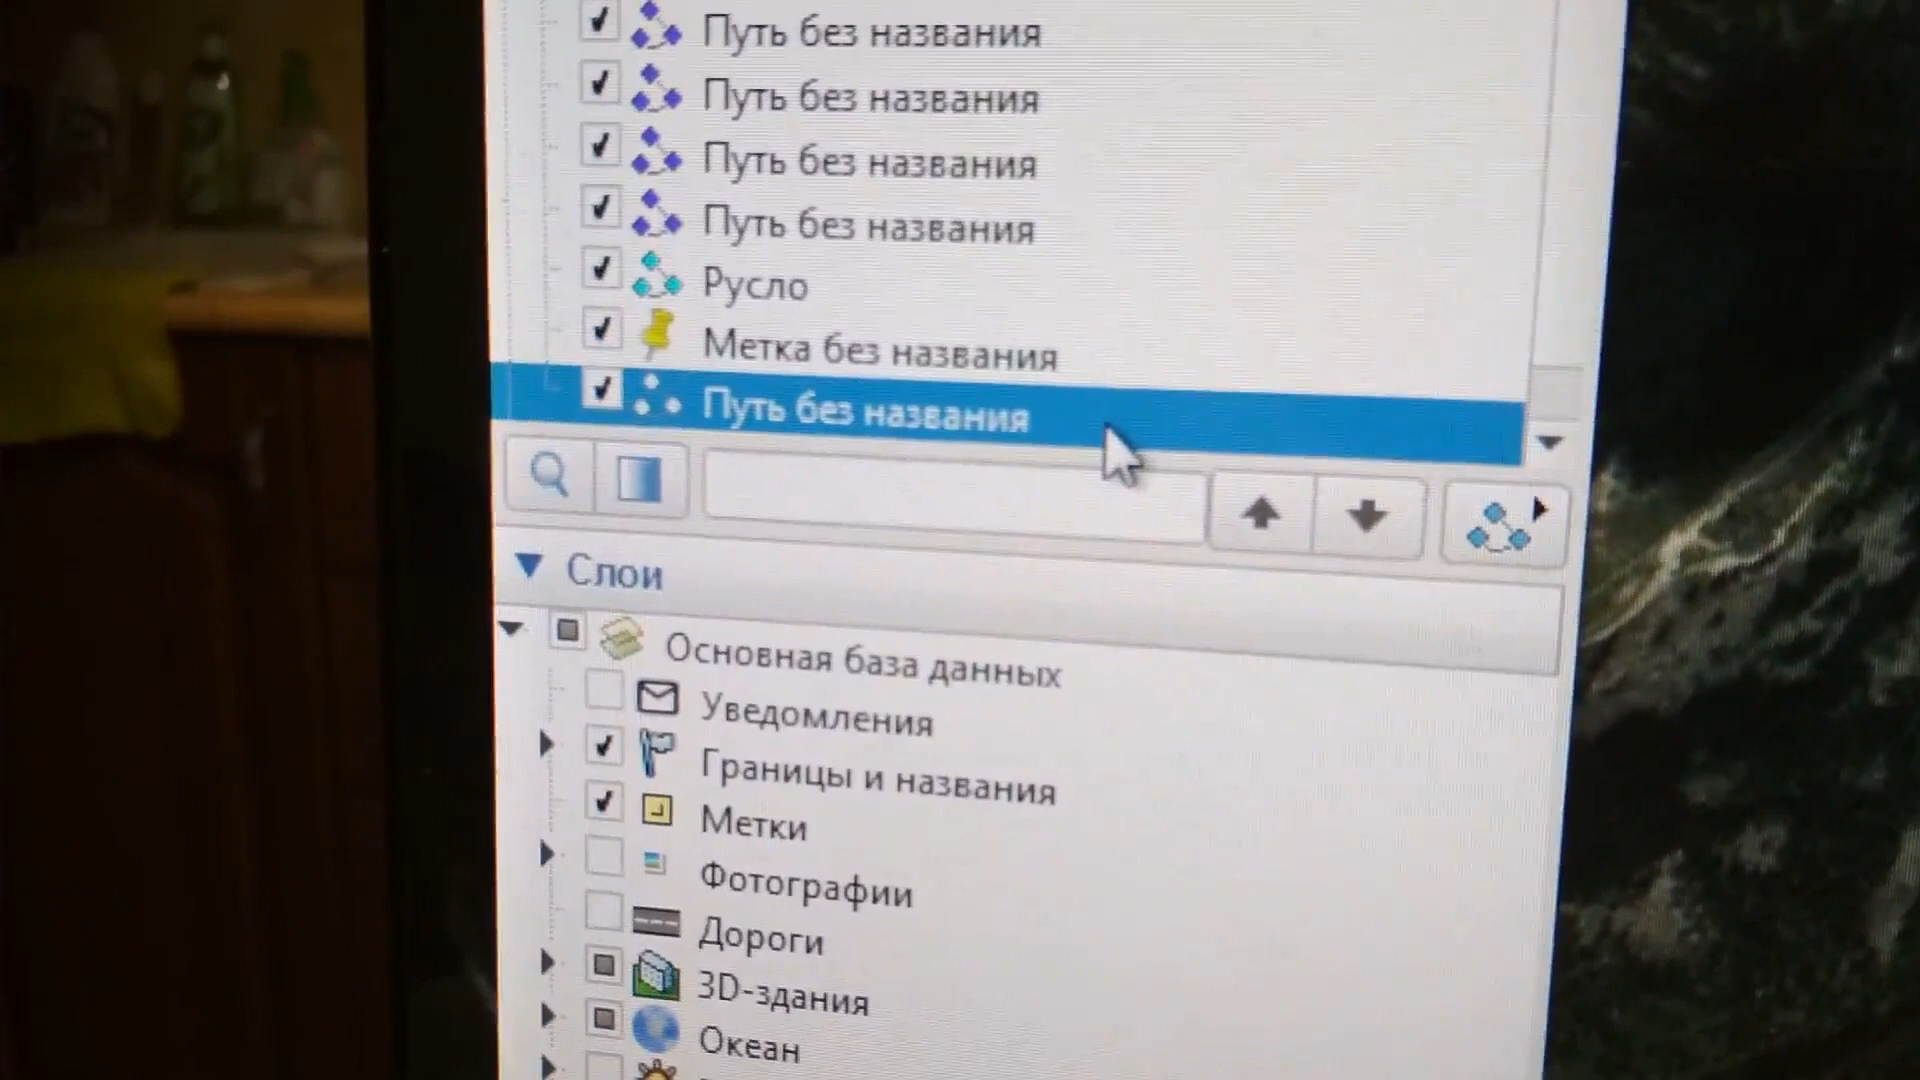 Путь без названия
Путь без названия
Путь без названия
Путь без названия
Русло
Метка без названия
Путь без названия
Слои
Основная база данных
Уведомления
Границы и названия
Метки
Фотографии
Дороги
3D-здания
Океан